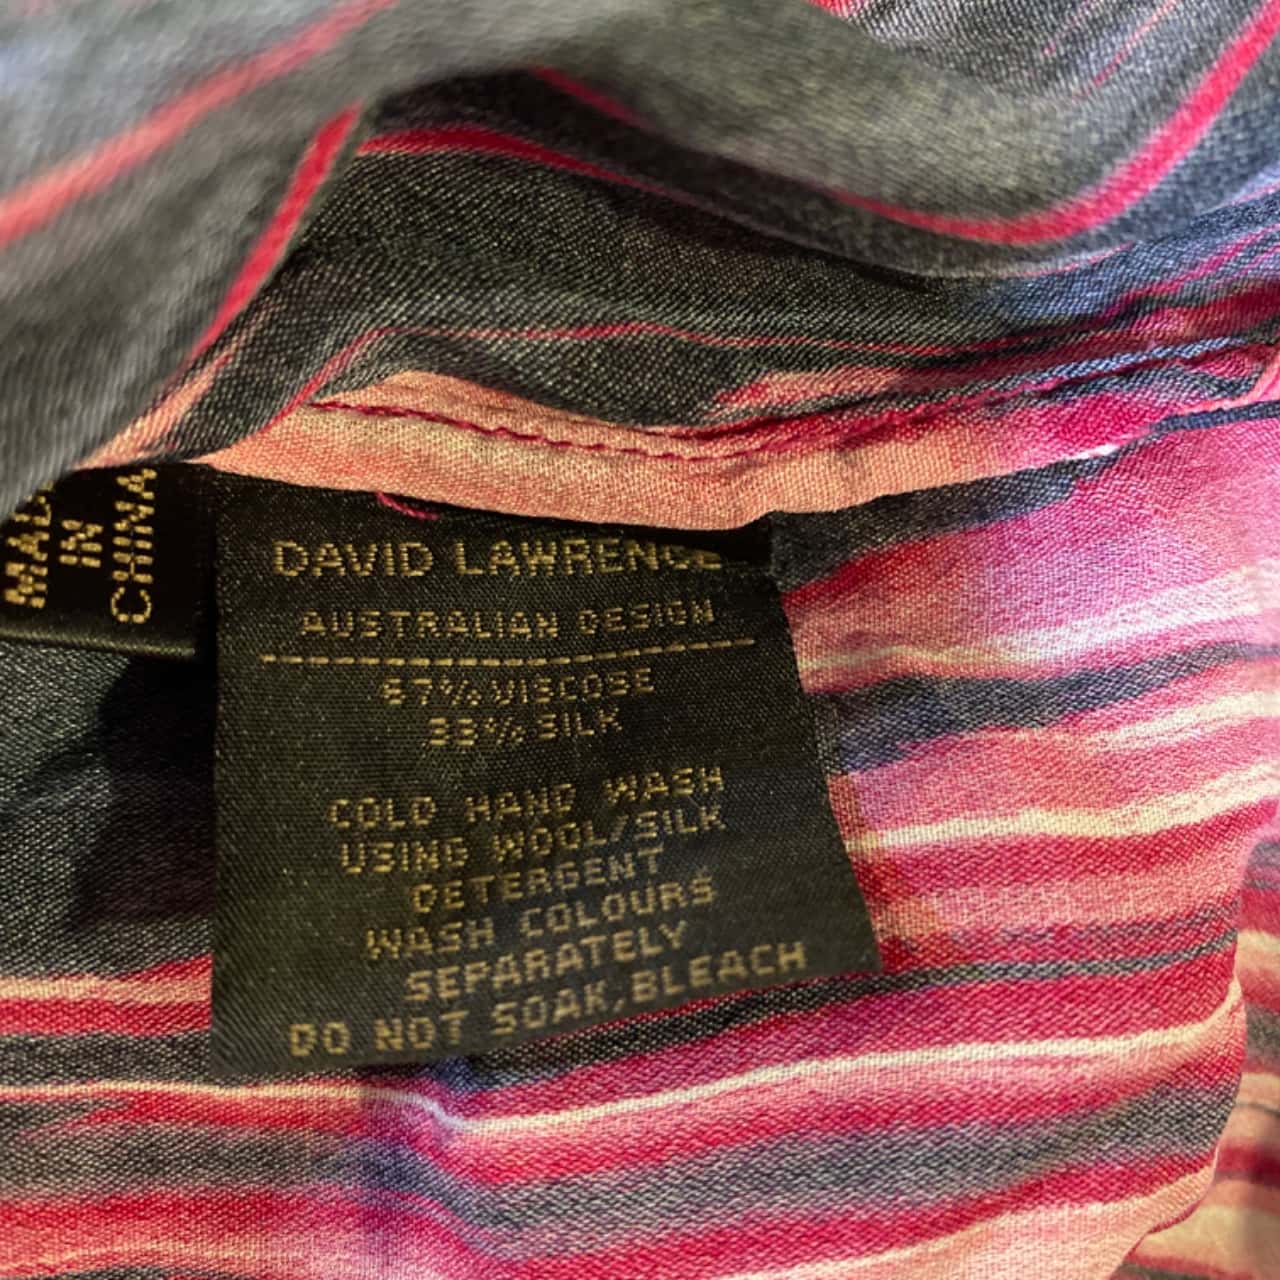 MADE
IN
CHINA
DAVID LAWRENCE
AUSTRALIAN DESIGN
67% VISCOSE
33% SILK
COLD HAND WASH
USING WOOL/SILK
DETERGENT
WASH COLOURS
SEPARATELY
DO NOT SOAK,BLEACH